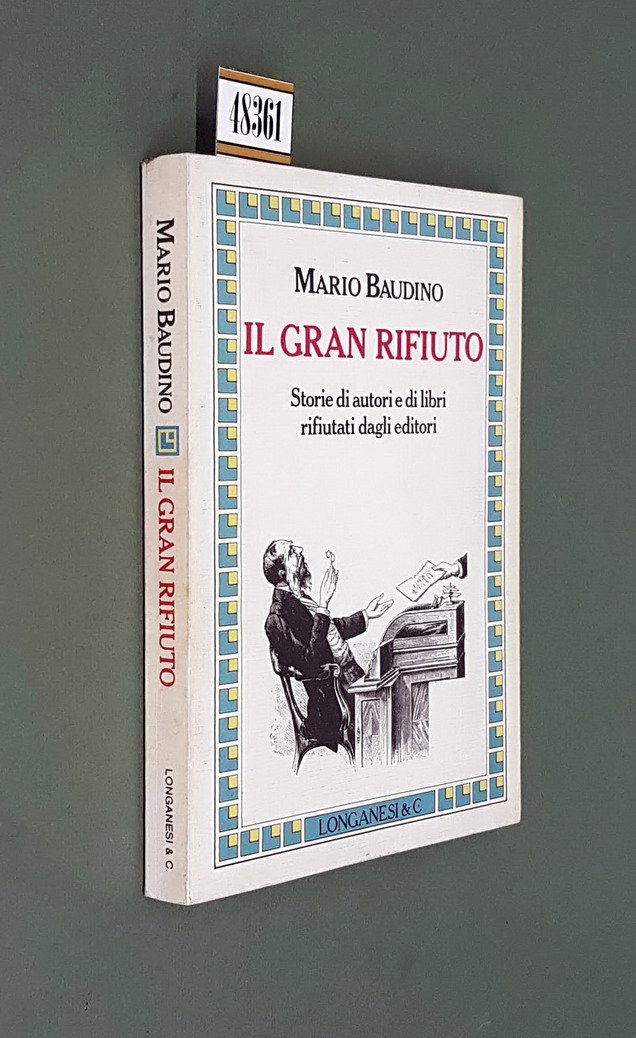 48361
MARIO BAUDINO
IL GRAN RIFIUTO
Storie di autori e di libri
rifiutati dagli editori
LONGANESI & C.
MARIO BAUDINO IL GRAN RIFIUTO LONGANESI & C.